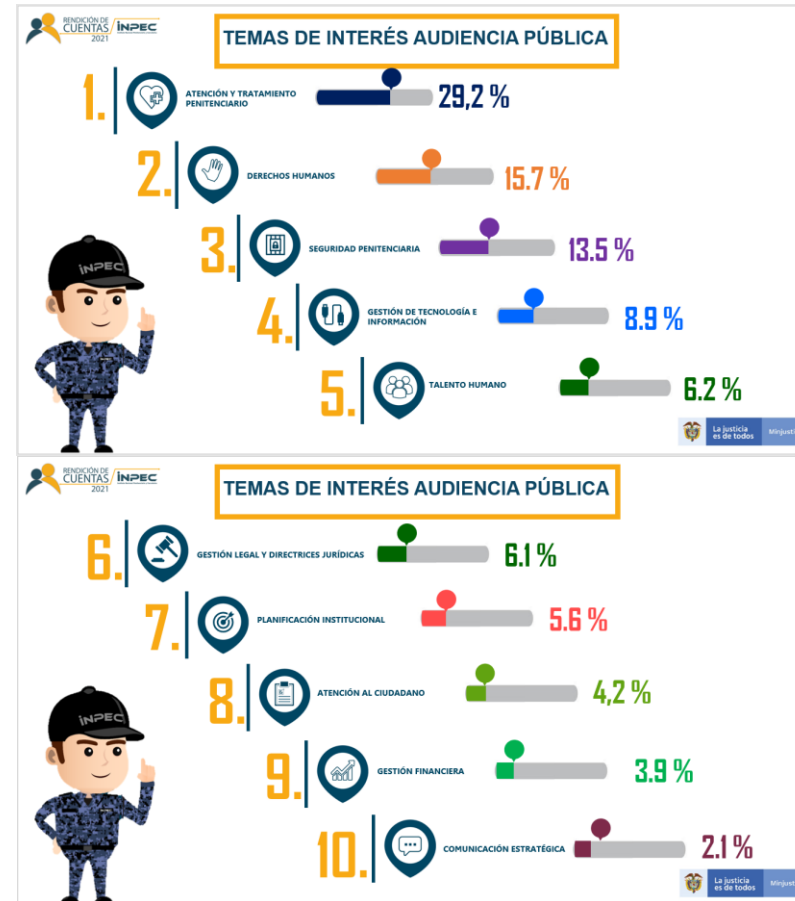 RENDICIÓN DE
CUENTAS
2021
INPEC
TEMAS DE INTERÉS AUDIENCIA PÚBLICA
1.
ATENCIÓN Y TRATAMIENTO
PENITENCIARIO
29,2 %
2.
DERECHOS HUMANOS
15.7 %
3.
SEGURIDAD PENITENCIARIA
13.5 %
INPEC
4.
GESTIÓN DE TECNOLOGÍA E
INFORMACIÓN
8.9 %
5.
TALENTO HUMANO
6.2 %
La justicia
es de todos
RENDICIÓN DE
CUENTAS
2021
INPEC
TEMAS DE INTERÉS AUDIENCIA PÚBLICA
6.
GESTIÓN LEGAL Y DIRECTRICES JURÍDICAS
6.1 %
7.
PLANIFICACIÓN INSTITUCIONAL
5.6 %
8.
ATENCIÓN AL CIUDADANO
4,2 %
INPEC
9.
GESTIÓN FINANCIERA
3.9 %
10.
COMUNICACIÓN ESTRATÉGICA
2.1 %
La justicia
es de todos